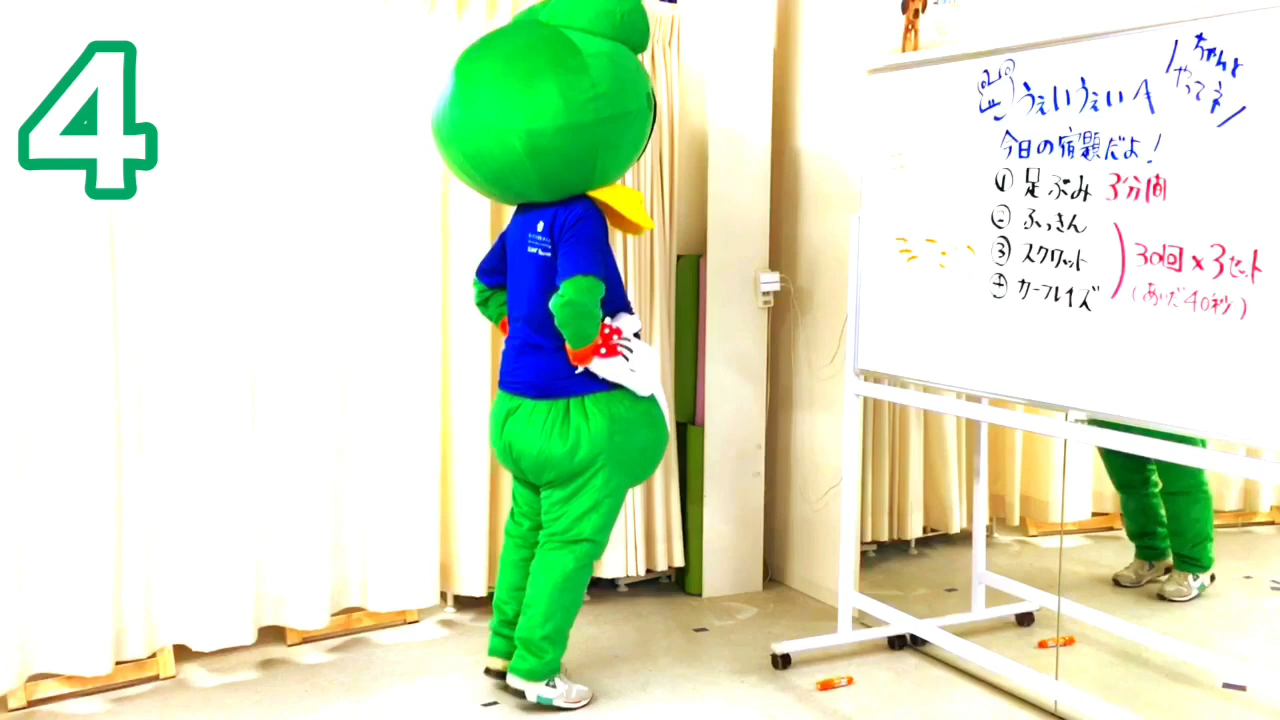 4
ちゃんと
やってネ
うぇいうぇいへ
今日の宿題だよ!
① 足ぶみ 3分間
② ふっきん
③ スクワット
④ カーフレイズ
30回×3セット
(あいだ40秒)